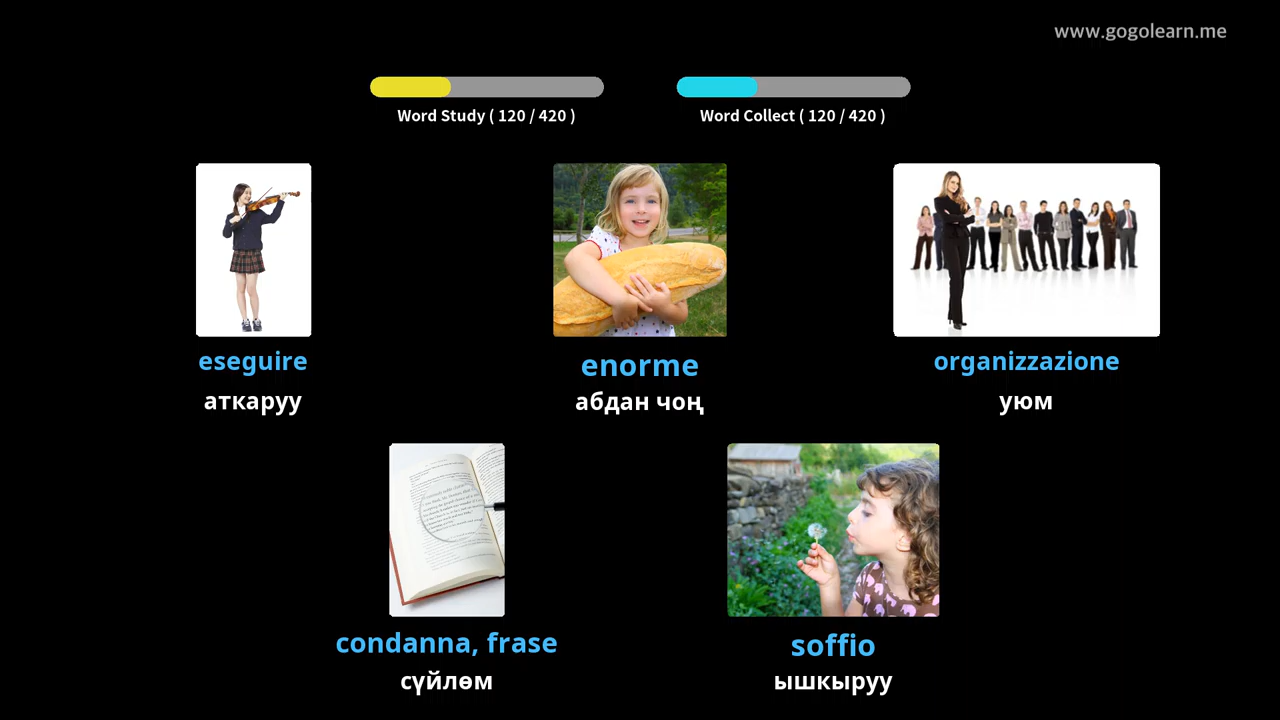 www.gogolearn.me
Word Study ( 120 / 420 )
Word Collect ( 120 / 420 )
eseguire
аткаруу
enorme
абдан чоң
organizzazione
уюм
condanna, frase
сүйлөм
soffio
ышкыруу